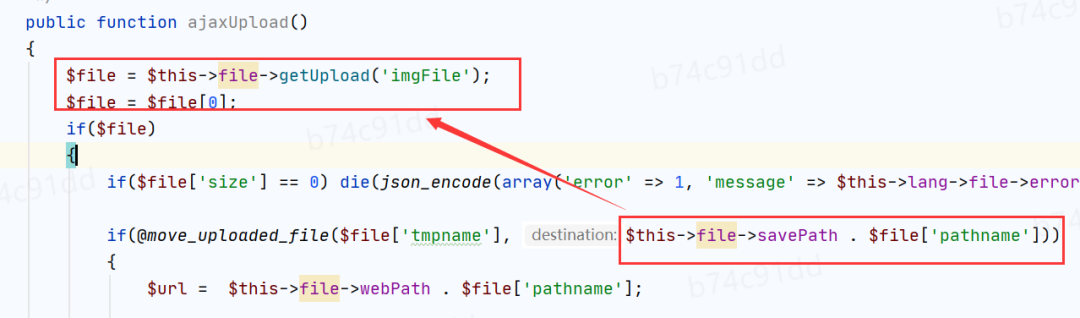 b74c91dd
public function ajaxUpload()
{
$file = $this->file->getUpload('imgFile');
b74c91dd
$file = $file[0];
b74c91dd
if($file)
{
74c91dd
if($file['size'] == 0) die(json_encode(array('error' => 1, 'message' => $this->lang->file->error
if(@move_uploaded_file($file['tmpname'], destination: $this->file->savePath . $file['pathname']))
{
b74c91dd
$url = $this->file->webPath . $file['pathname'];